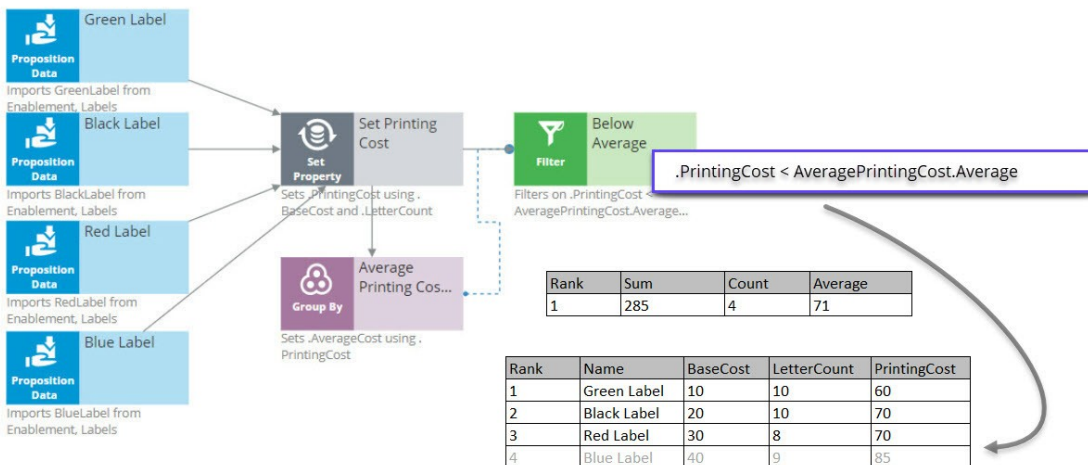 Green Label
Proposition
Data
Imports GreenLabel from
Enablement, Labels
Black Label
Proposition
Data
Imports BlackLabel from
Enablement, Labels
Red Label
Proposition
Data
Imports RedLabel from
Enablement, Labels
Blue Label
Proposition
Data
Imports BlueLabel from
Enablement, Labels
Set Printing
Cost
Set
Property
Sets .PrintingCost using .
BaseCost and .LetterCount
Average
Printing Cos...
Group By
Sets .AverageCost using .
PrintingCost
Below
Average
Filter
Filters on .PrintingCost <
AveragePrintingCost.Average...
.PrintingCost < AveragePrintingCost.Average
Rank Sum Count Average
1 285 4 71
Rank Name BaseCost LetterCount PrintingCost
1 Green Label 10 10 60
2 Black Label 20 10 70
3 Red Label 30 8 70
4 Blue Label 40 9 85